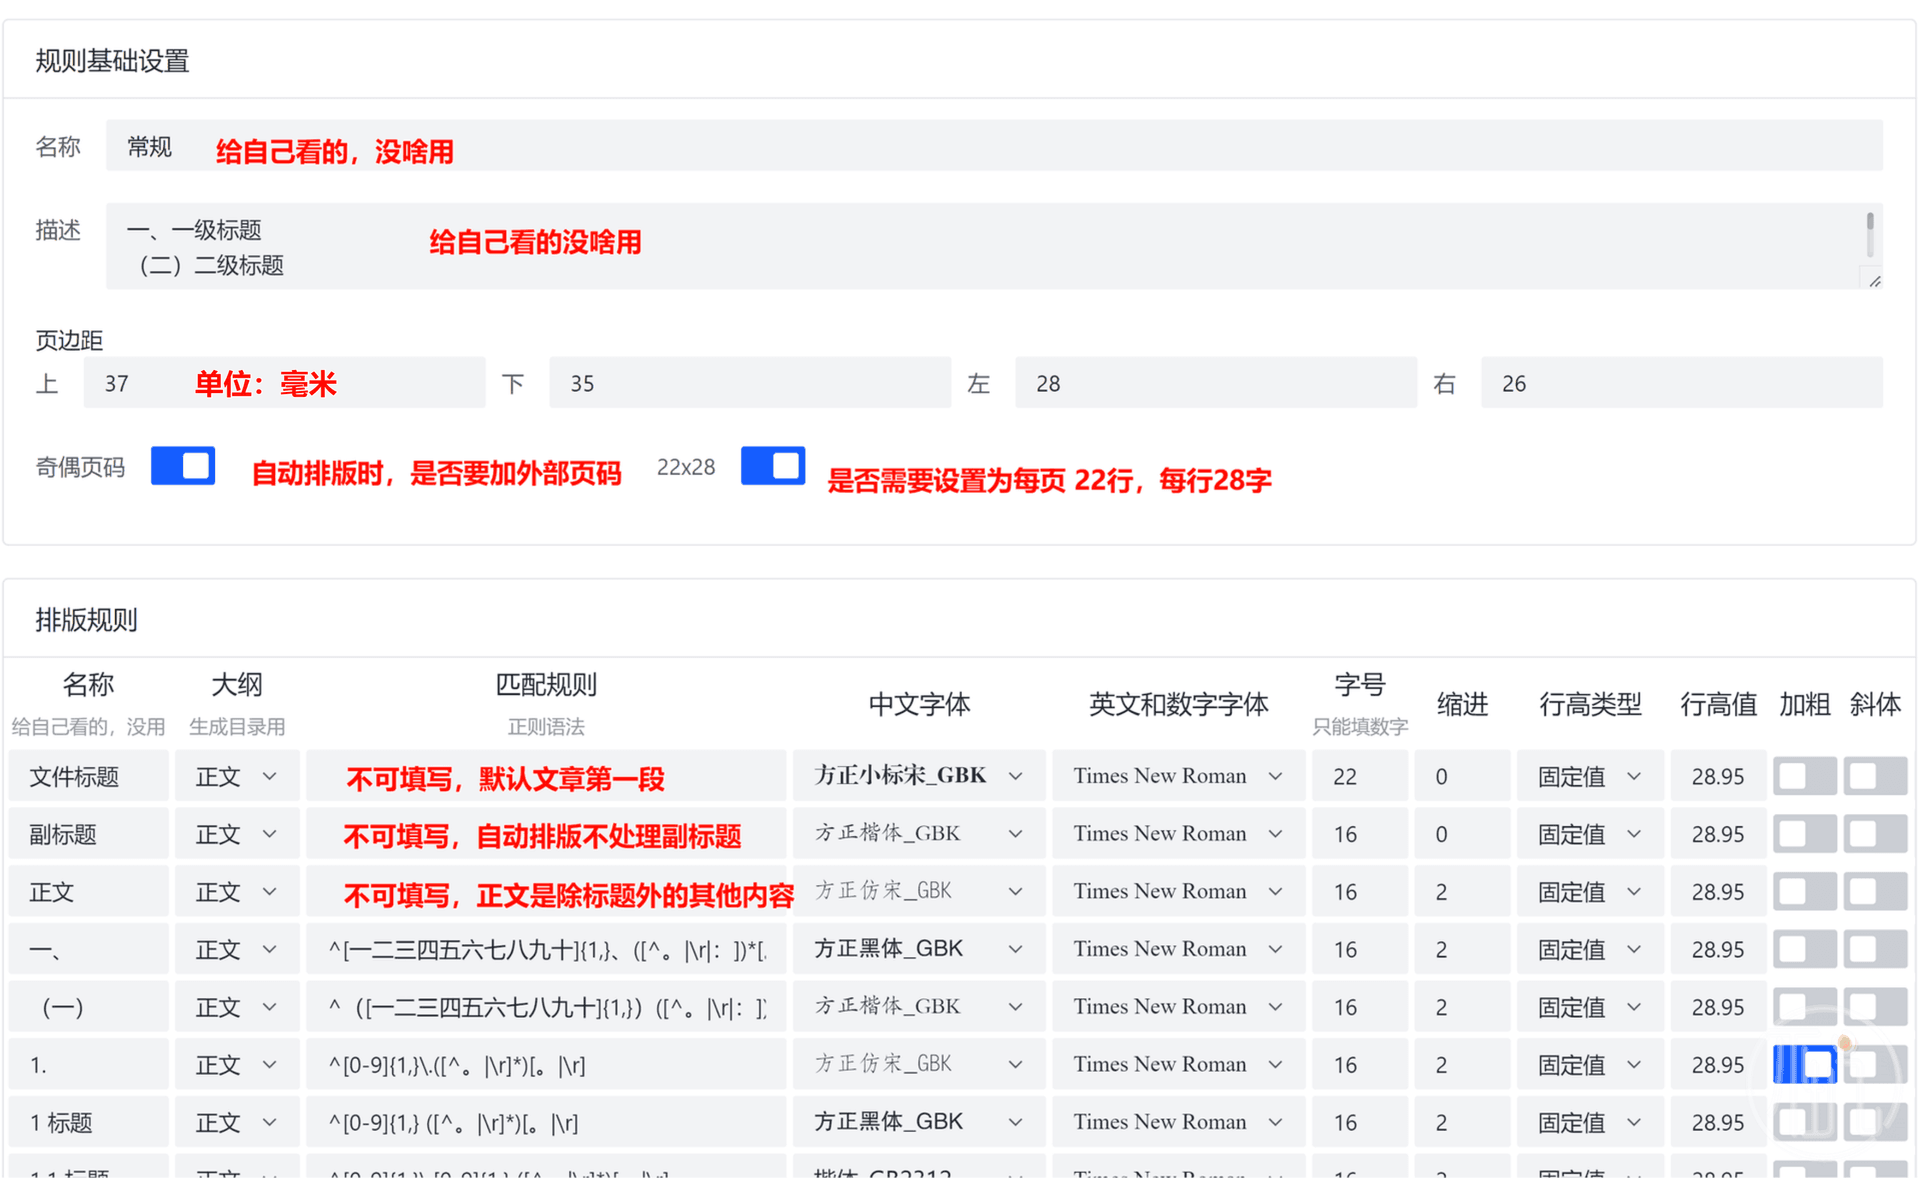 规则基础设置
名称 常规 给自己看的，没啥用
描述 一、一级标题 给自己看的没啥用
（二）二级标题
页边距
上 37 单位：毫米 下 35 左 28 右 26
奇偶页码 自动排版时，是否要加外部页码 22x28 是否需要设置为每页 22行，每行28字
排版规则
名称 大纲 匹配规则 中文字体 英文和数字字体 字号 缩进 行高类型 行高值 加粗 斜体
给自己看的，没用 生成目录用 正则语法 只能填数字
文件标题 正文 不可填写，默认文章第一段 方正小标宋_GBK Times New Roman 22 0 固定值 28.95
副标题 正文 不可填写，自动排版不处理副标题 方正楷体_GBK Times New Roman 16 0 固定值 28.95
正文 正文 不可填写，正文是除标题外的其他内容 方正仿宋_GBK Times New Roman 16 2 固定值 28.95
一、 正文 ^[一二三四五六七八九十]{1,}、([^。|\r|：])*[. 方正黑体_GBK Times New Roman 16 2 固定值 28.95
（一） 正文 ^（[一二三四五六七八九十]{1,}）([^。|\r|：] 方正楷体_GBK Times New Roman 16 2 固定值 28.95
1. 正文 ^[0-9]{1,}\.([^。|\r]*)[。|\r] 方正仿宋_GBK Times New Roman 16 2 固定值 28.95
1 标题 正文 ^[0-9]{1,} ([^。|\r]*)[。|\r] 方正黑体_GBK Times New Roman 16 2 固定值 28.95